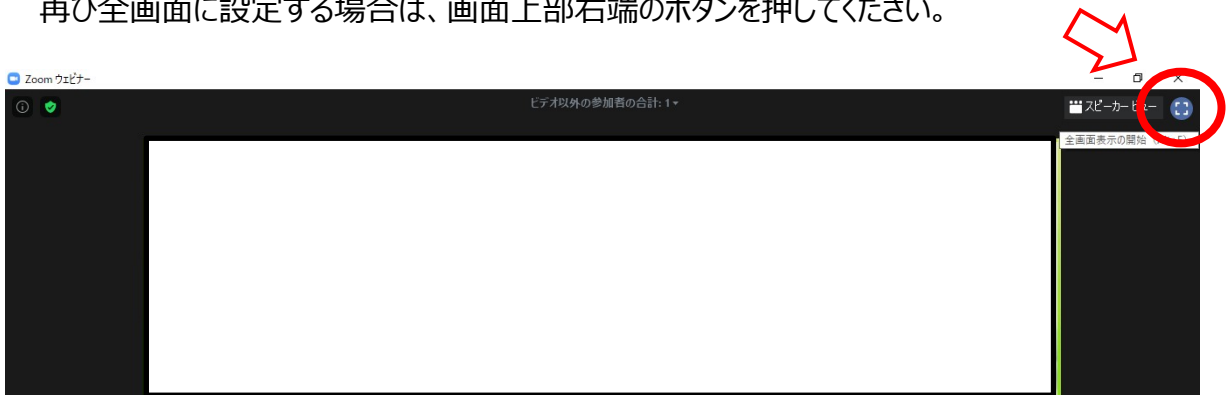 再び全画面に設定する場合は、画面上部右端のボタンを押してください。
Zoom ウェビナー
ビデオ以外の参加者の合計: 1
スピーカー ビュー
全画面表示の開始